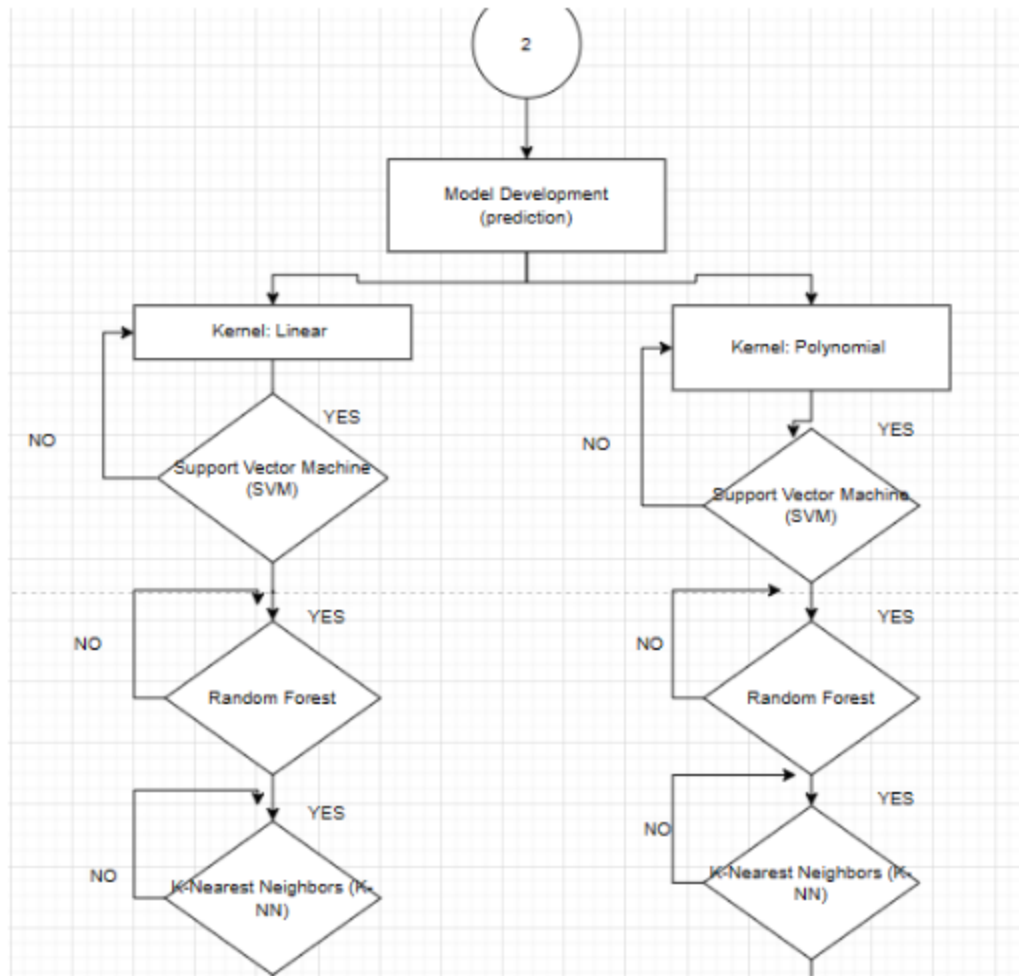 2
Model Development
(prediction)
Kernel: Linear
Kernel: Polynomial
YES
NO
Support Vector Machine
(SVM)
YES
NO
Support Vector Machine
(SVM)
YES
NO
Random Forest
YES
NO
Random Forest
YES
NO
K-Nearest Neighbors (K-
NN)
YES
NO
K-Nearest Neighbors (K-
NN)